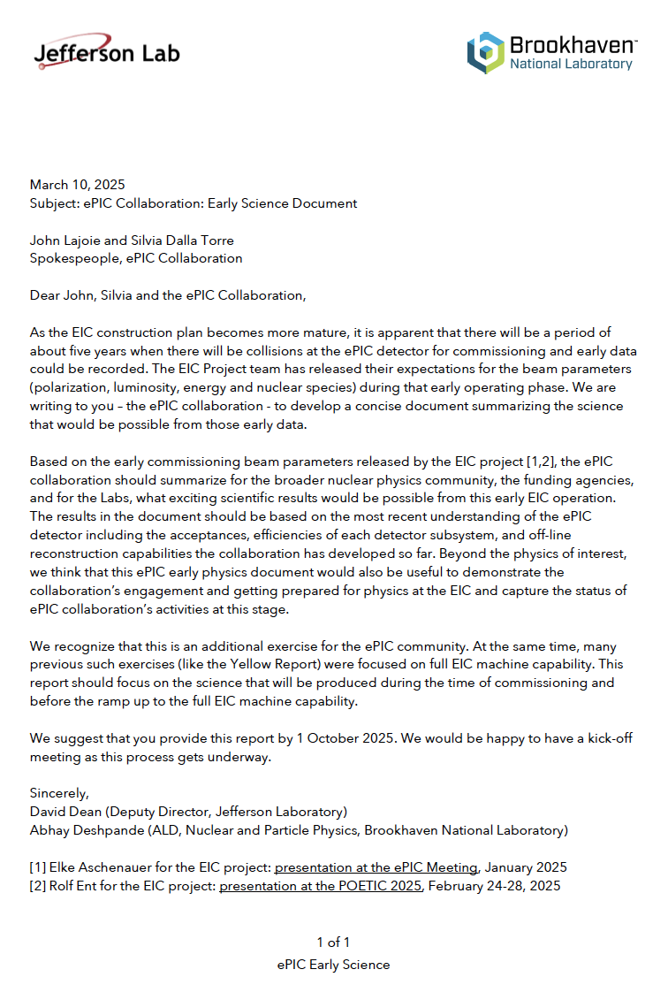 Jefferson Lab
Brookhaven™
National Laboratory
March 10, 2025
Subject: ePIC Collaboration: Early Science Document
John Lajoie and Silvia Dalla Torre
Spokespeople, ePIC Collaboration
Dear John, Silvia and the ePIC Collaboration,
As the EIC construction plan becomes more mature, it is apparent that there will be a period of
about five years when there will be collisions at the ePIC detector for commissioning and early data
could be recorded. The EIC Project team has released their expectations for the beam parameters
(polarization, luminosity, energy and nuclear species) during that early operating phase. We are
writing to you – the ePIC collaboration - to develop a concise document summarizing the science
that would be possible from those early data.
Based on the early commissioning beam parameters released by the EIC project [1,2], the ePIC
collaboration should summarize for the broader nuclear physics community, the funding agencies,
and for the Labs, what exciting scientific results would be possible from this early EIC operation.
The results in the document should be based on the most recent understanding of the ePIC
detector including the acceptances, efficiencies of each detector subsystem, and off-line
reconstruction capabilities the collaboration has developed so far. Beyond the physics of interest,
we think that this ePIC early physics document would also be useful to demonstrate the
collaboration’s engagement and getting prepared for physics at the EIC and capture the status of
ePIC collaboration’s activities at this stage.
We recognize that this is an additional exercise for the ePIC community. At the same time, many
previous such exercises (like the Yellow Report) were focused on full EIC machine capability. This
report should focus on the science that will be produced during the time of commissioning and
before the ramp up to the full EIC machine capability.
We suggest that you provide this report by 1 October 2025. We would be happy to have a kick-off
meeting as this process gets underway.
Sincerely,
David Dean (Deputy Director, Jefferson Laboratory)
Abhay Deshpande (ALD, Nuclear and Particle Physics, Brookhaven National Laboratory)
[1] Elke Aschenauer for the EIC project: presentation at the ePIC Meeting, January 2025
[2] Rolf Ent for the EIC project: presentation at the POETIC 2025, February 24-28, 2025
1 of 1
ePIC Early Science